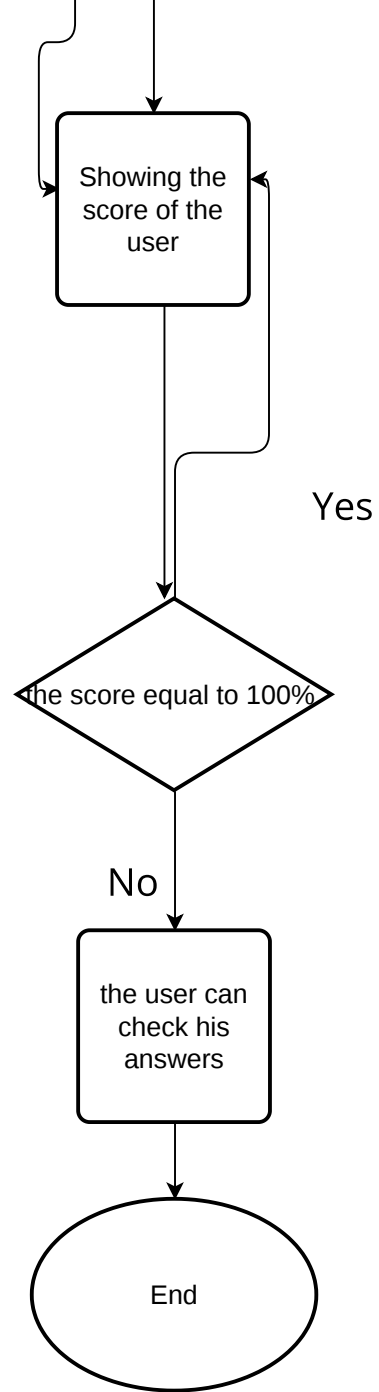 Showing the
score of the
user
Yes
the score equal to 100%
No
the user can
check his
answers
End